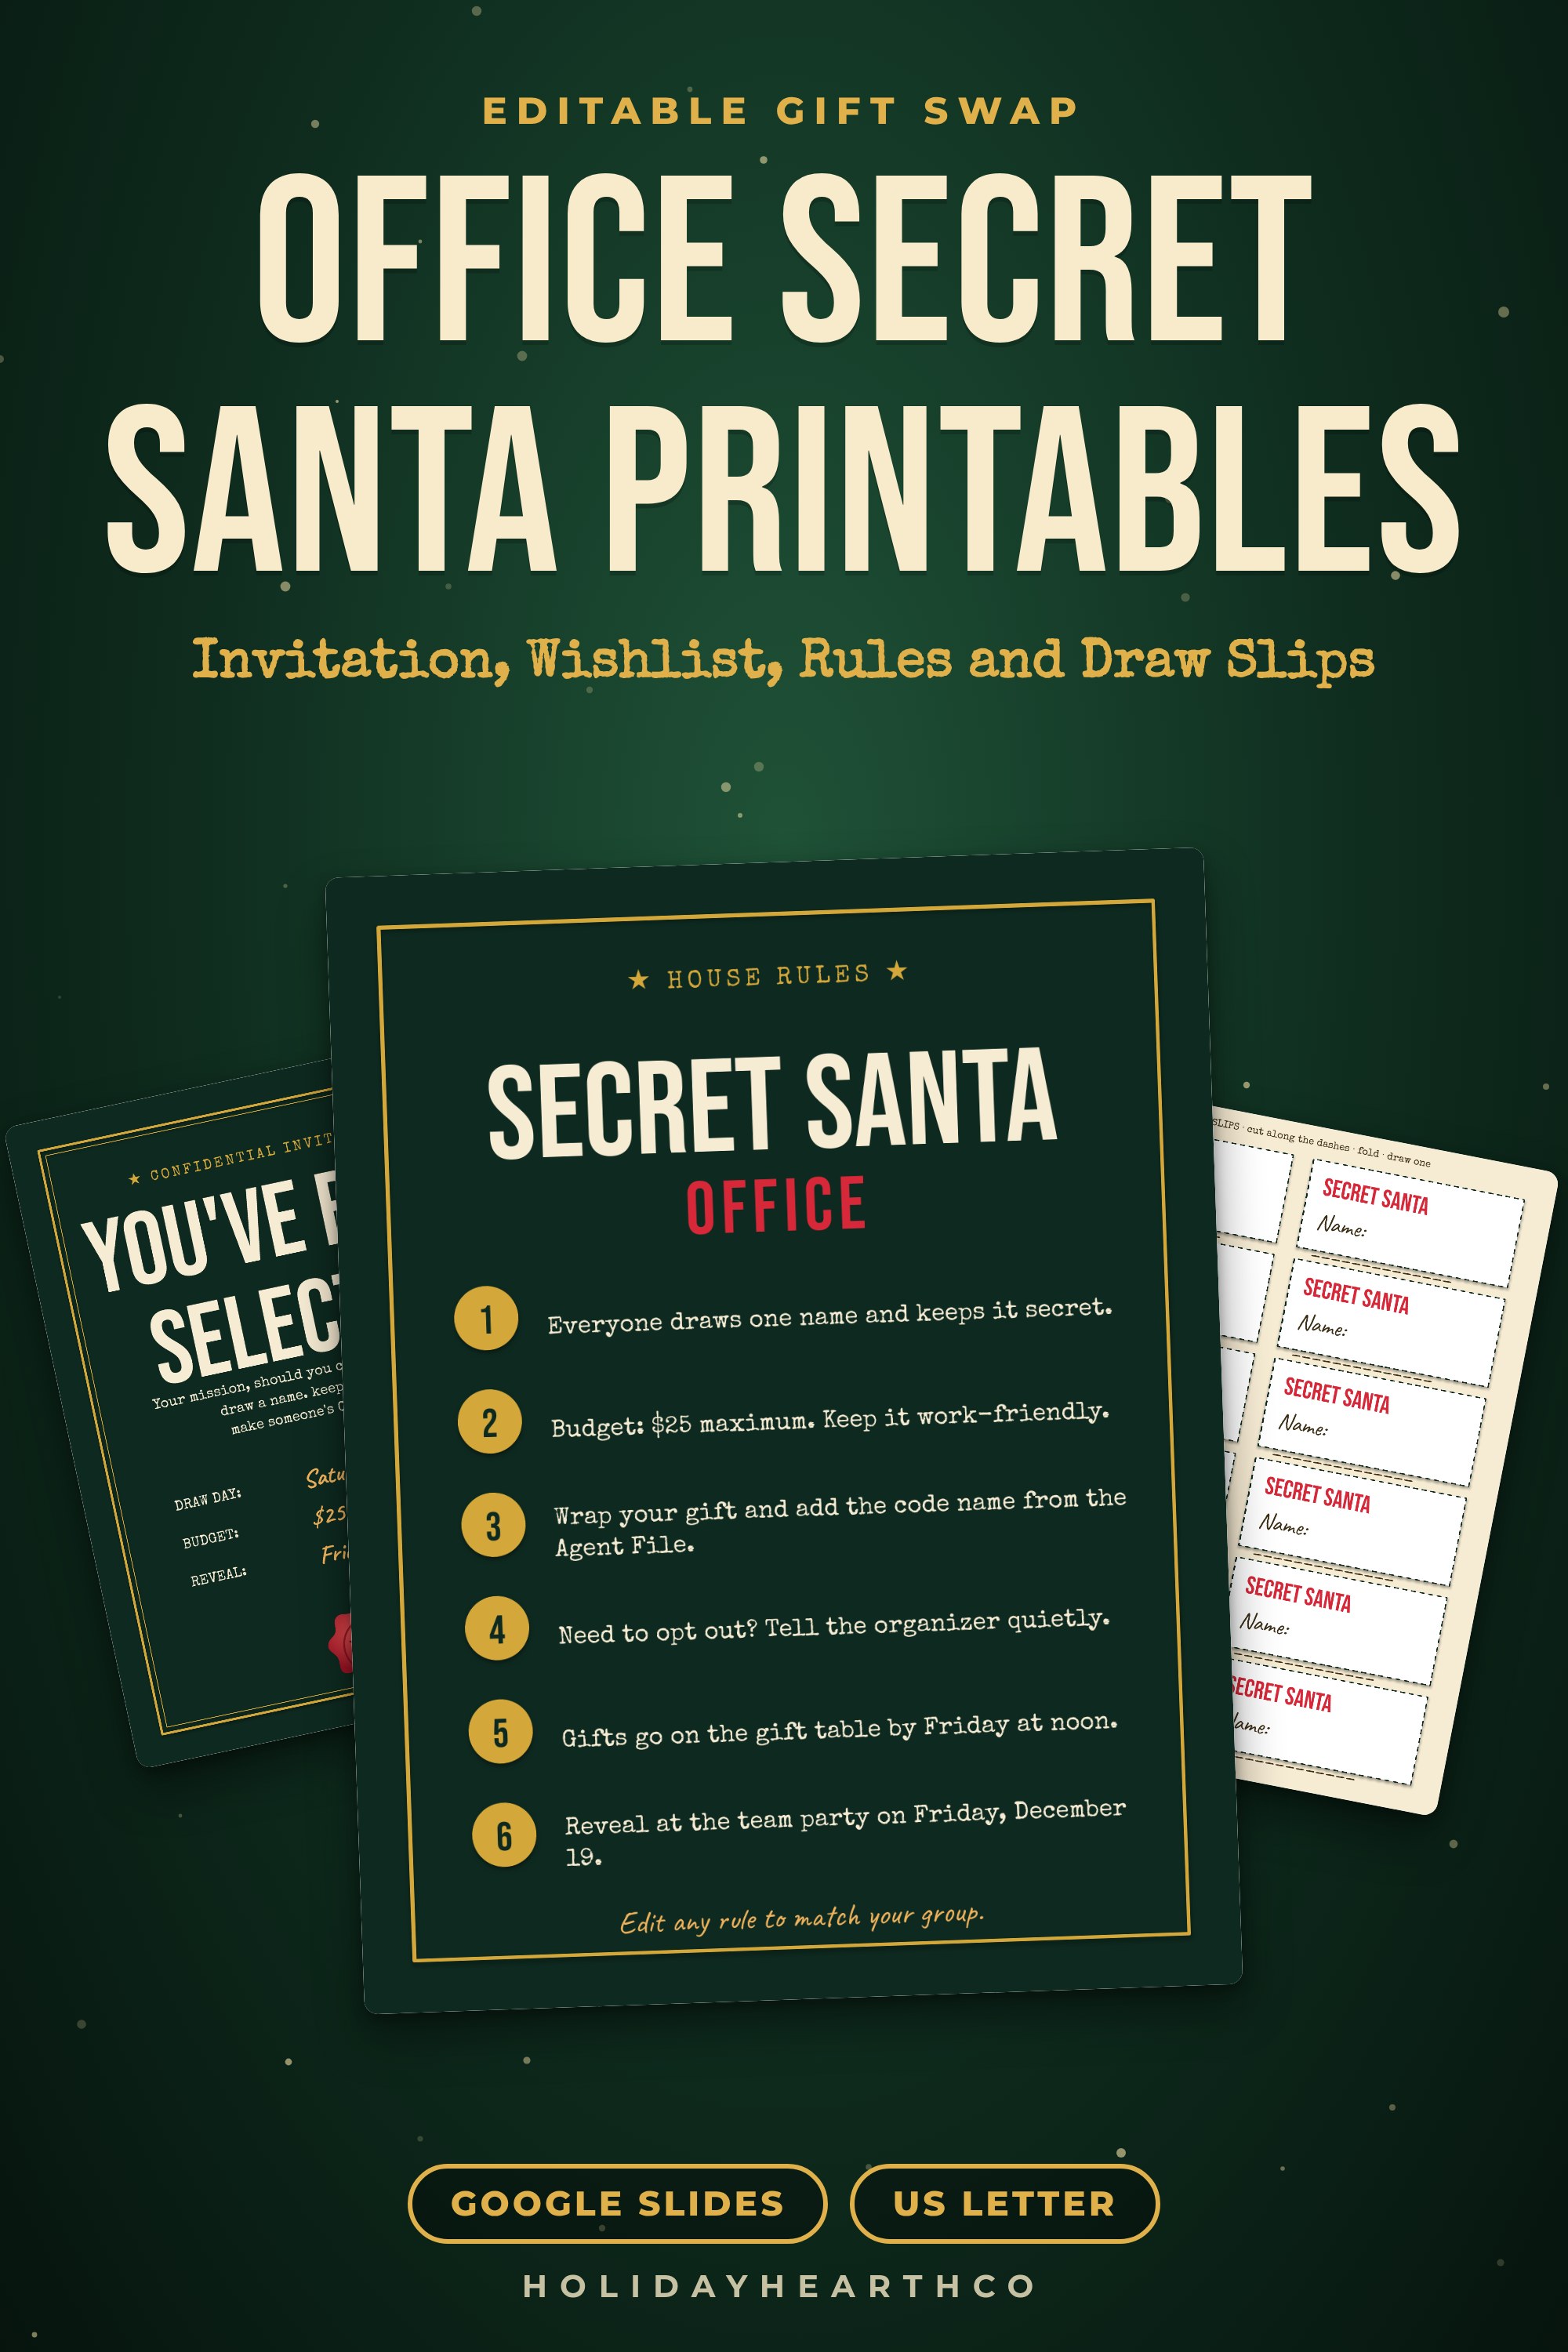 EDITABLE GIFT SWAP
OFFICE SECRET
SANTA PRINTABLES
Invitation, Wishlist, Rules and Draw Slips
★ CONFIDENTIAL
YOU'VE
Your mission, should you
draw a name. keep
make someone's
DRAW DAY:
BUDGET: $25
REVEAL:
★ HOUSE RULES ★
SECRET SANTA
OFFICE
1 Everyone draws one name and keeps it secret.
2 Budget: $25 maximum. Keep it work-friendly.
3 Wrap your gift and add the code name from the
Agent File.
4 Need to opt out? Tell the organizer quietly.
5 Gifts go on the gift table by Friday at noon.
6 Reveal at the team party on Friday, December
19.
Edit any rule to match your group.
SLIPS · cut along the dashes · fold · draw one
SECRET SANTA
Name:
SECRET SANTA
Name:
SECRET SANTA
Name:
SECRET SANTA
Name:
SECRET SANTA
Name:
SECRET SANTA
Name:
GOOGLE SLIDES
US LETTER
HOLIDAYHEARTHCO